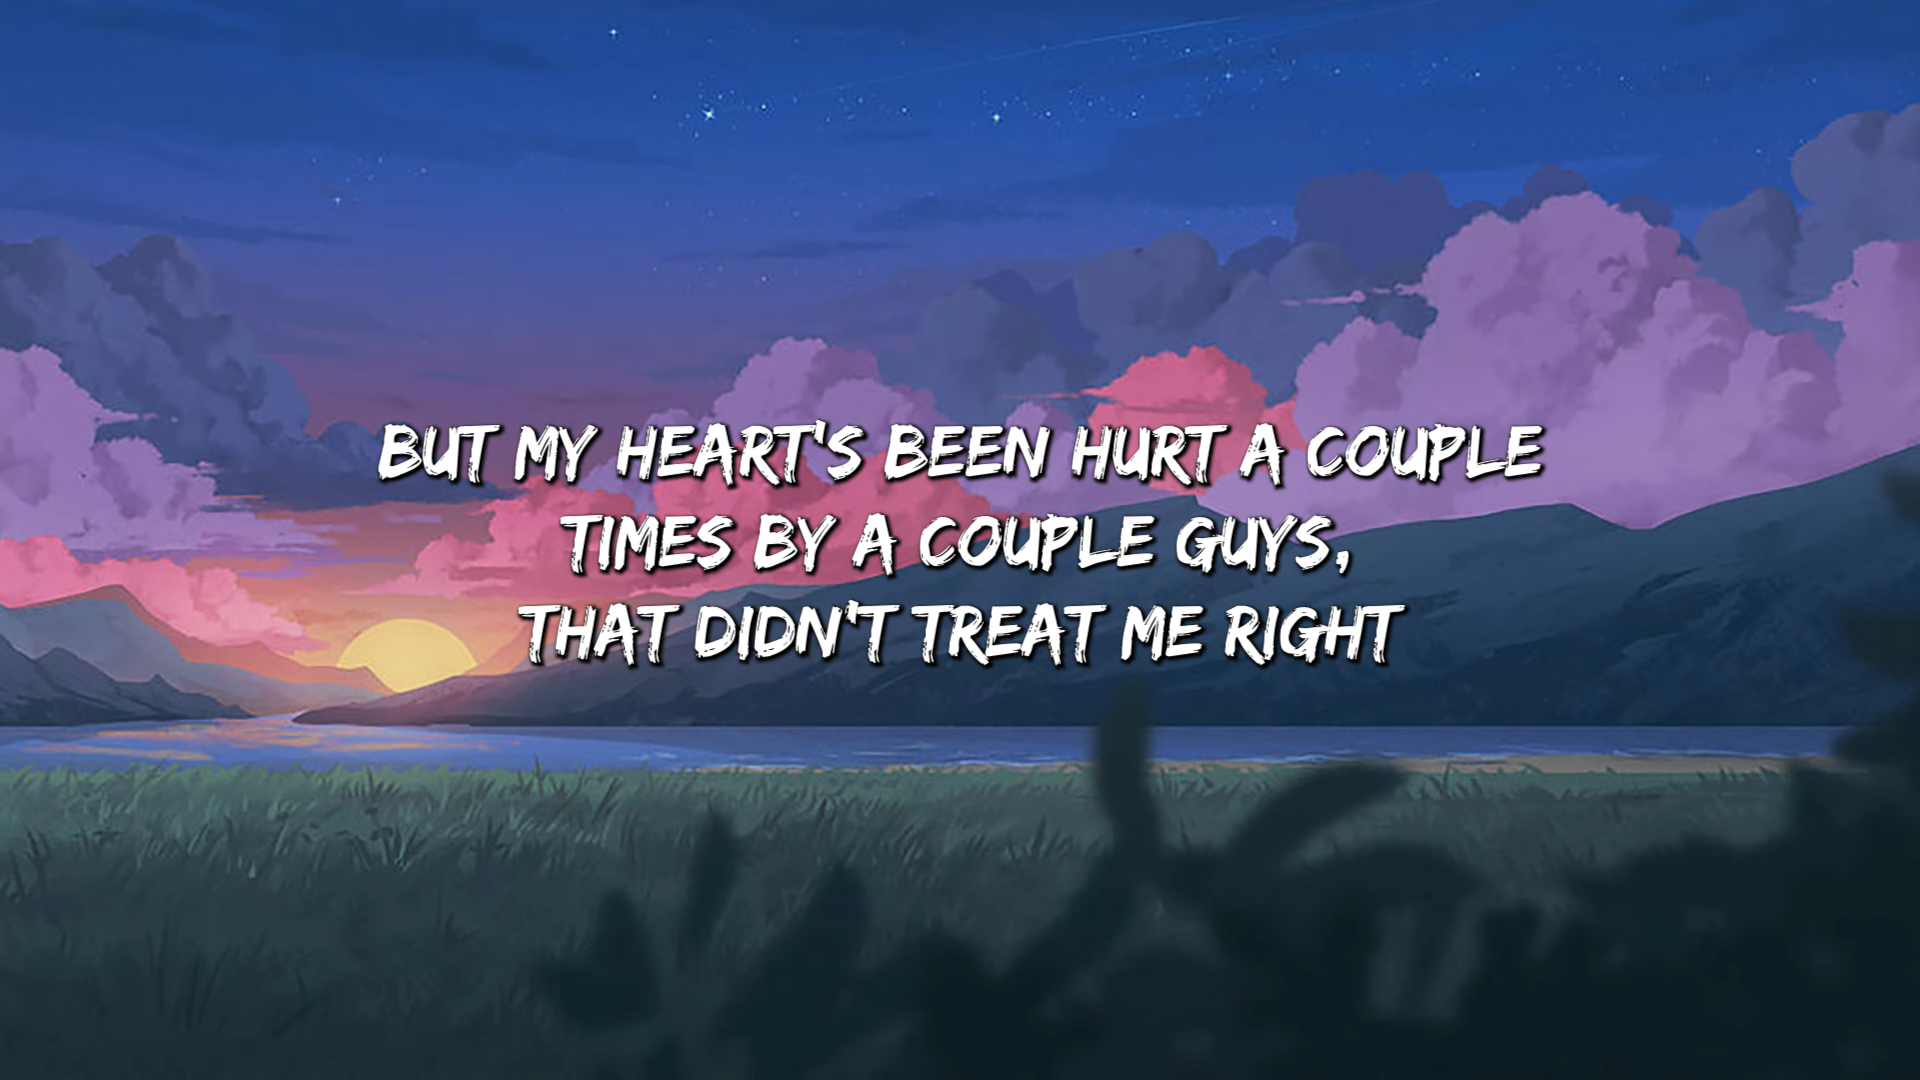 BUT MY HEART'S BEEN HURT A COUPLE
TIMES BY A COUPLE GUYS,
THAT DIDN'T TREAT ME RIGHT